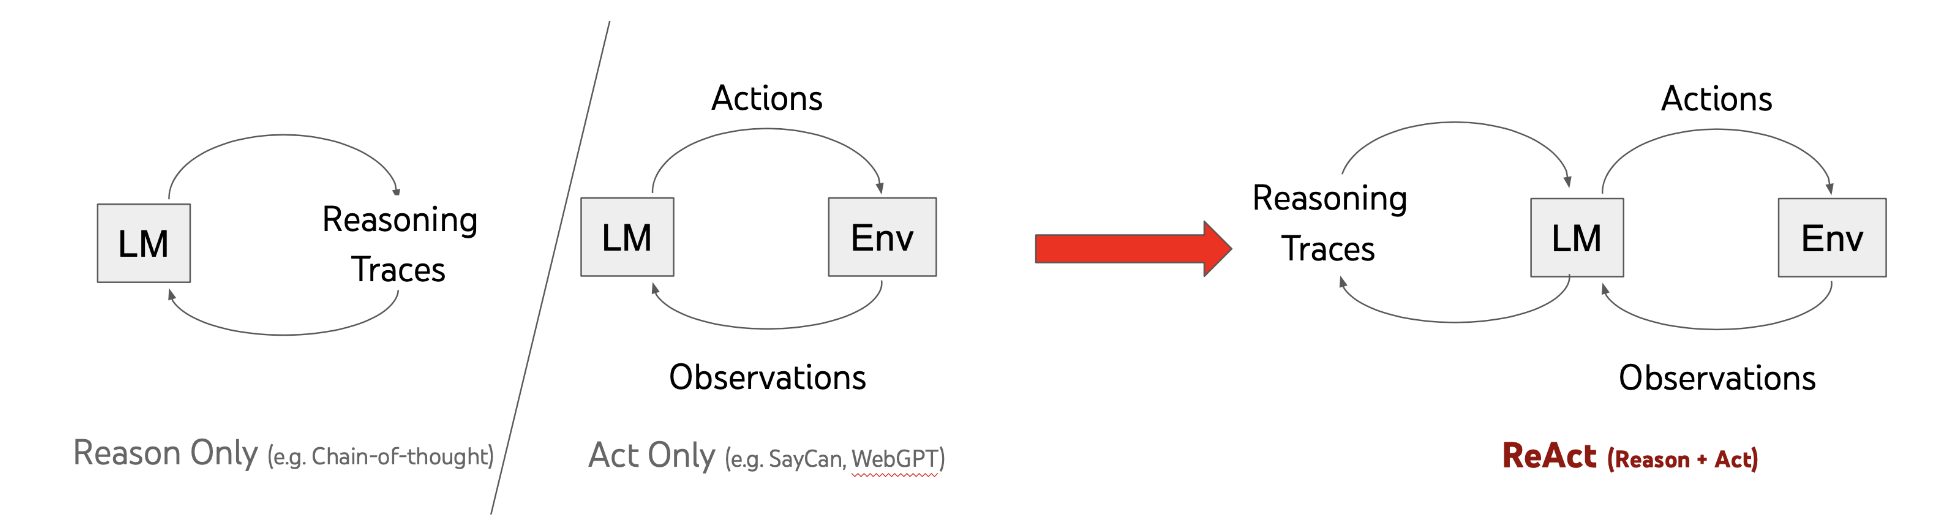 LM
Reasoning
Traces
Reason Only (e.g. Chain-of-thought)
Actions
LM
Env
Observations
Act Only (e.g. SayCan, WebGPT)
Reasoning
Traces
Actions
LM
Env
Observations
ReAct (Reason + Act)